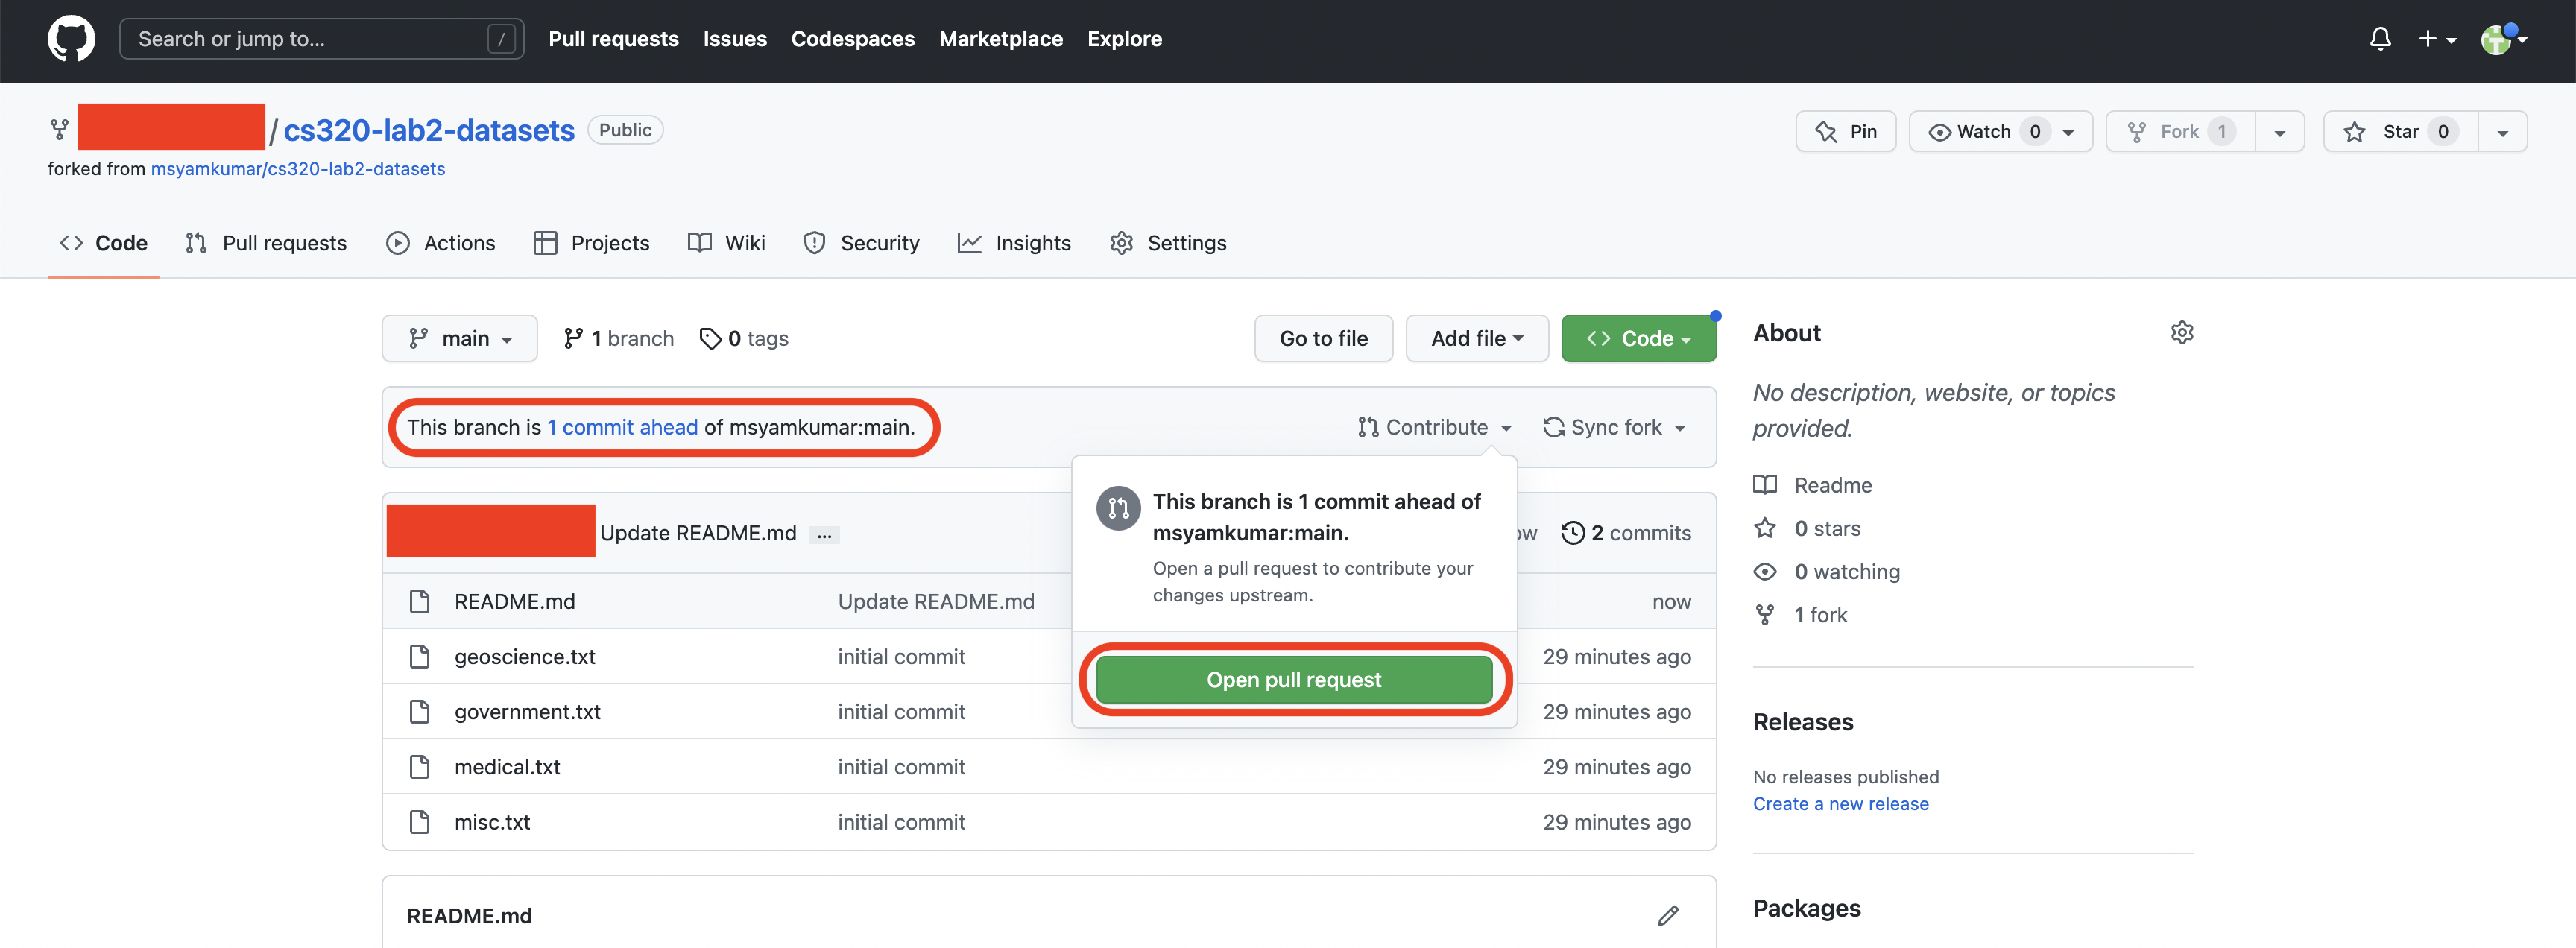 Search or jump to... / Pull requests Issues Codespaces Marketplace Explore
/ cs320-lab2-datasets Public Pin Watch 0 Fork 1 Star 0
forked from msyamkumar/cs320-lab2-datasets
Code Pull requests Actions Projects Wiki Security Insights Settings
main 1 branch 0 tags Go to file Add file Code
This branch is 1 commit ahead of msyamkumar:main. Contribute Sync fork
This branch is 1 commit ahead of
msyamkumar:main.
Open a pull request to contribute your
changes upstream.
Open pull request
Update README.md ... 2 commits
README.md Update README.md now
geoscience.txt initial commit 29 minutes ago
government.txt initial commit 29 minutes ago
medical.txt initial commit 29 minutes ago
misc.txt initial commit 29 minutes ago
README.md
About
No description, website, or topics
provided.
Readme
0 stars
0 watching
1 fork
Releases
No releases published
Create a new release
Packages